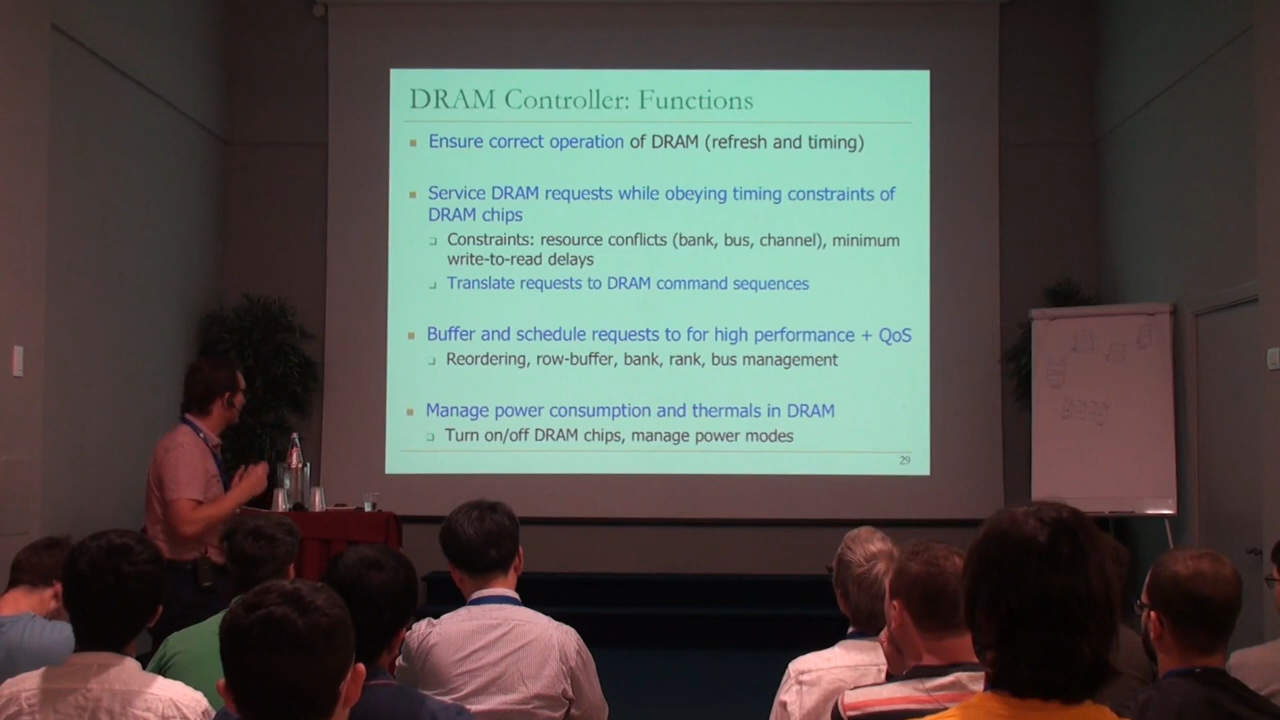 DRAM Controller: Functions
Ensure correct operation of DRAM (refresh and timing)
Service DRAM requests while obeying timing constraints of
DRAM chips
Constraints: resource conflicts (bank, bus, channel), minimum
write-to-read delays
Translate requests to DRAM command sequences
Buffer and schedule requests to for high performance + QoS
Reordering, row-buffer, bank, rank, bus management
Manage power consumption and thermals in DRAM
Turn on/off DRAM chips, manage power modes
29